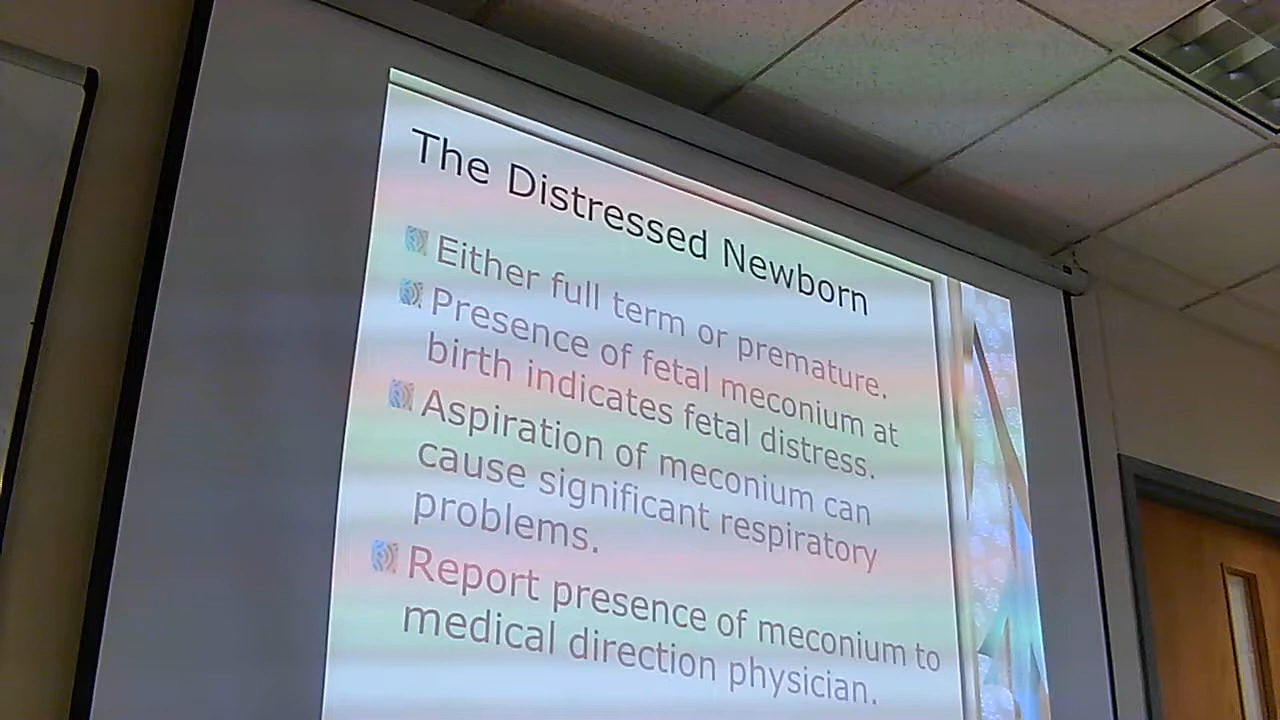 The Distressed Newborn
Either full term or premature.
Presence of fetal meconium at
birth indicates fetal distress.
Aspiration of meconium can
cause significant respiratory
problems.
Report presence of meconium to
medical direction physician.